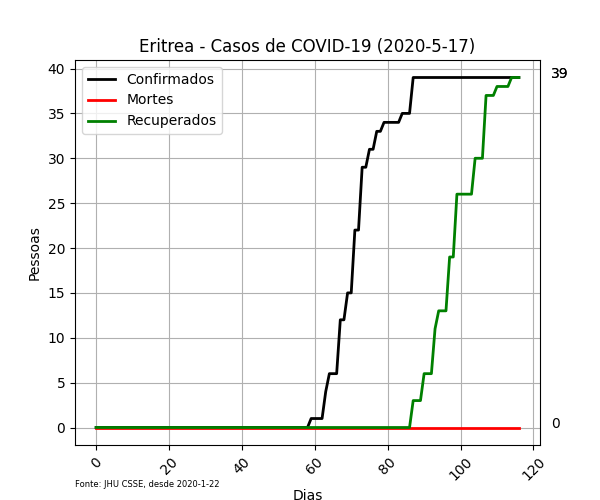 Eritrea - Casos de COVID-19 (2020-5-17)
Confirmados
Mortes
Recuperados
39
0
Pessoas
40
35
30
25
20
15
10
5
0
0 20 40 60 80 100 120
Dias
Fonte: JHU CSSE, desde 2020-1-22